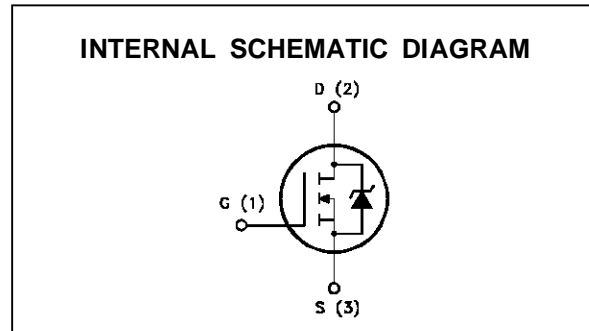 INTERNAL SCHEMATIC DIAGRAM
D (2)
G (1)
S (3)